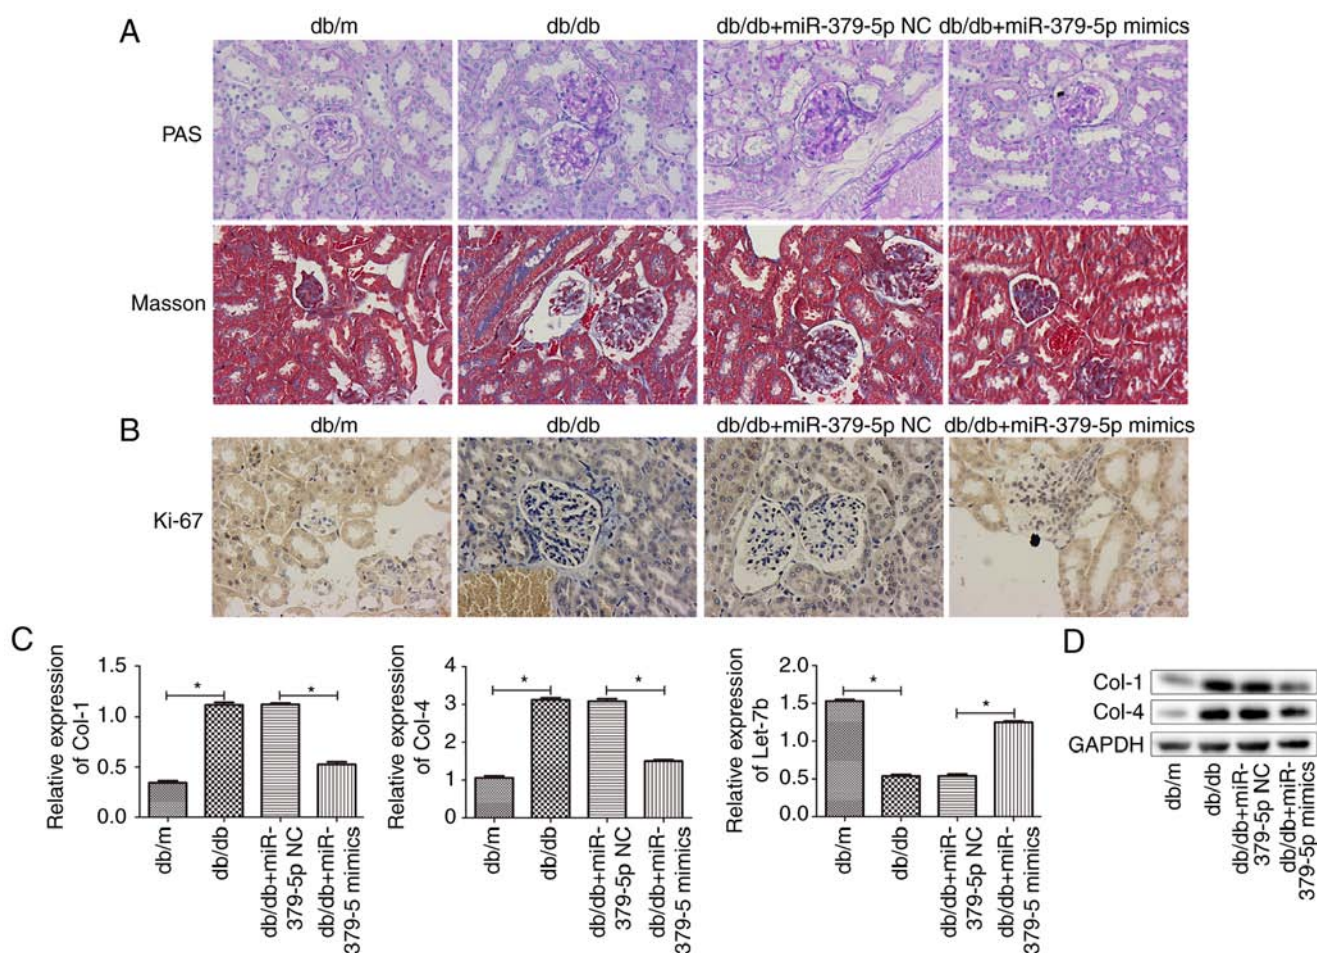 A
db/m db/db db/db+miR-379-5p NC db/db+miR-379-5p mimics
PAS
Masson
B
db/m db/db db/db+miR-379-5p NC db/db+miR-379-5p mimics
Ki-67
C
Relative expression
of Col-1
1.5
1.0
0.5
0.0
* *
db/m
db/db
db/db+miR-
379-5p NC
db/db+miR-
379-5 mimics
Relative expression
of Col-4
4
3
2
1
0
* *
db/m
db/db
db/db+miR-
379-5p NC
db/db+miR-
379-5 mimics
Relative expression
of Let-7b
2.0
1.5
1.0
0.5
0.0
* *
db/m
db/db
db/db+miR-
379-5p NC
db/db+miR-
379-5 mimics
D
Col-1
Col-4
GAPDH
db/m
db/db
db/db+miR-
379-5p NC
db/db+miR-
379-5p mimics